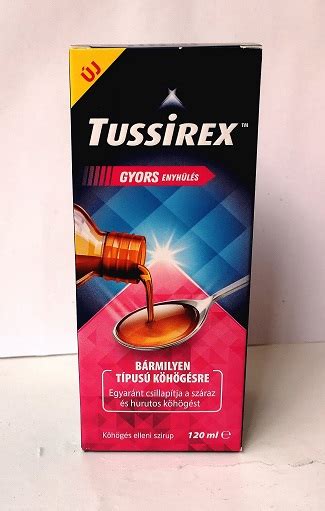 ÚJ
TUSSIREX™
GYORS ENYHÜLÉS
BÁRMILYEN
TÍPUSÚ KÖHÖGÉSRE
Egyaránt csillapítja a száraz
és hurutos köhögést
Köhögés elleni szirup
120 ml ℮